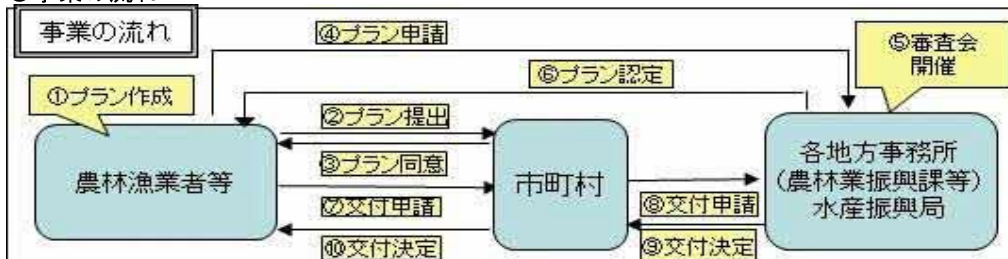 事業の流れ
④プラン申請
⑤審査会
開催
⑥プラン認定
①プラン作成
②プラン提出
③プラン同意
農林漁業者等
市町村
各地方事務所
(農林業振興課等)
水産振興局
⑦交付申請
⑧交付申請
⑨交付決定
⑩交付決定